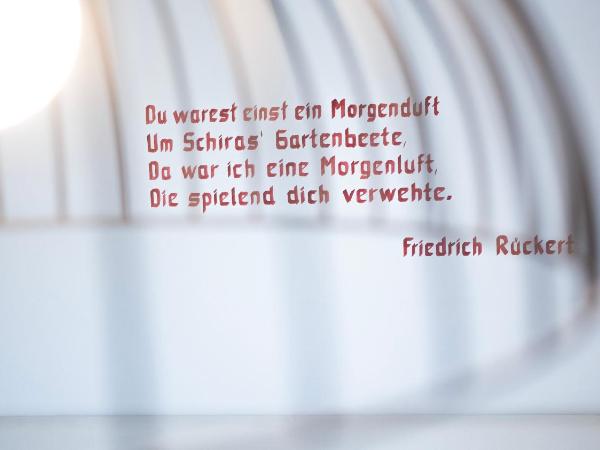 Du warest einst ein Morgenduft
Um Schiras' Gartenbeete,
Da war ich eine Morgenluft,
Die spielend dich verwehte.
Friedrich Rückert